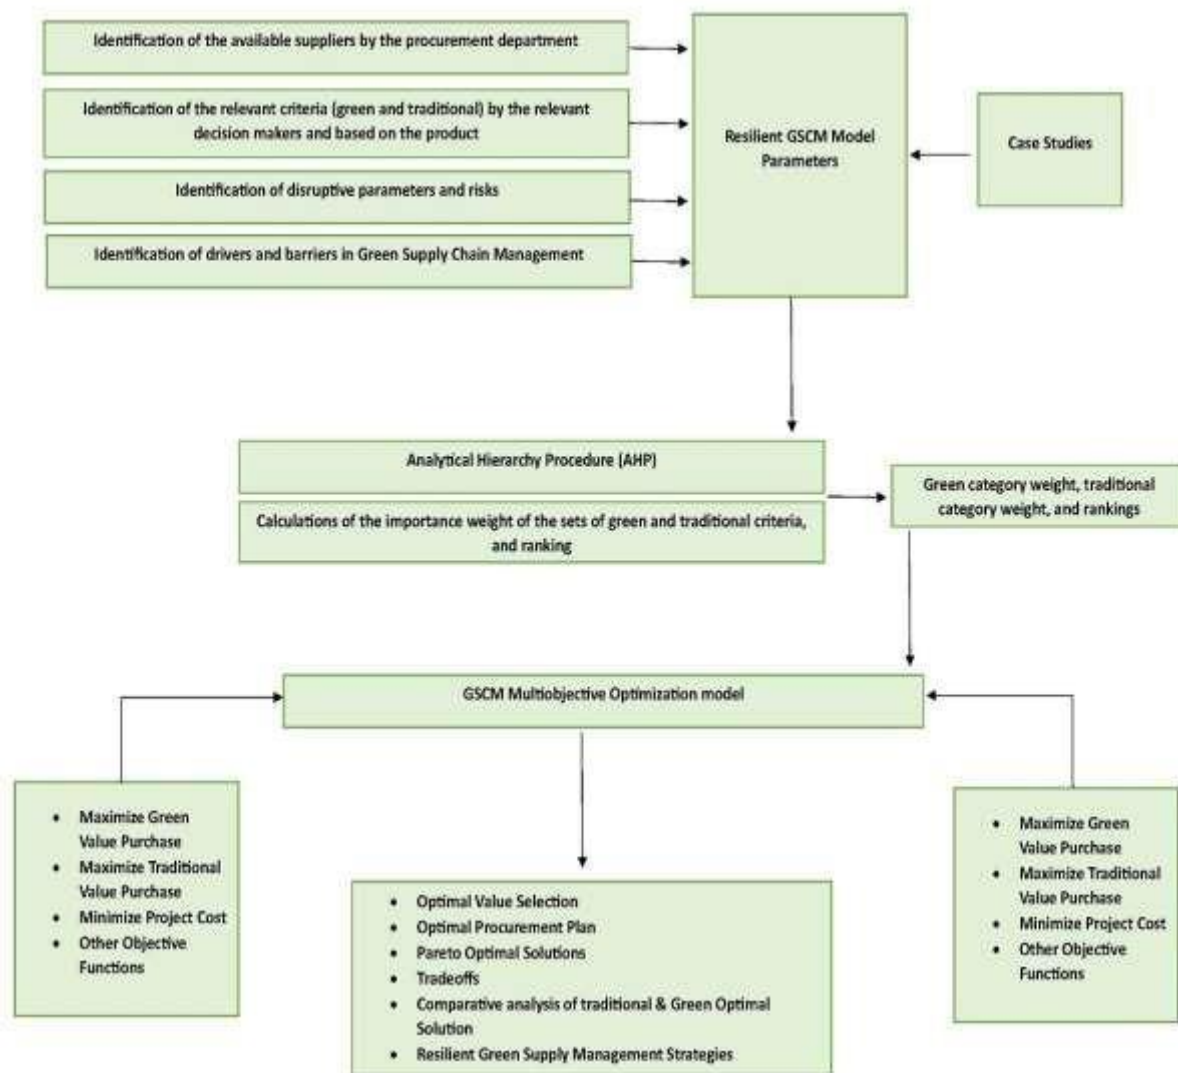 Identification of the available suppliers by the procurement department
Identification of the relevant criteria (green and traditional) by the relevant
decision makers and based on the product
Identification of disruptive parameters and risks
Identification of drivers and barriers in Green Supply Chain Management
Resilient GSCM Model
Parameters
Case Studies
Analytical Hierarchy Procedure (AHP)
Calculations of the importance weight of the sets of green and traditional criteria,
and ranking
Green category weight, traditional
category weight, and rankings
GSCM Multiobjective Optimization model
• Maximize Green
Value Purchase
• Maximize Traditional
Value Purchase
• Minimize Project Cost
• Other Objective
Functions
• Optimal Value Selection
• Optimal Procurement Plan
• Pareto Optimal Solutions
• Tradeoffs
• Comparative analysis of traditional & Green Optimal
Solution
• Resilient Green Supply Management Strategies
• Maximize Green
Value Purchase
• Maximize Traditional
Value Purchase
• Minimize Project Cost
• Other Objective
Functions